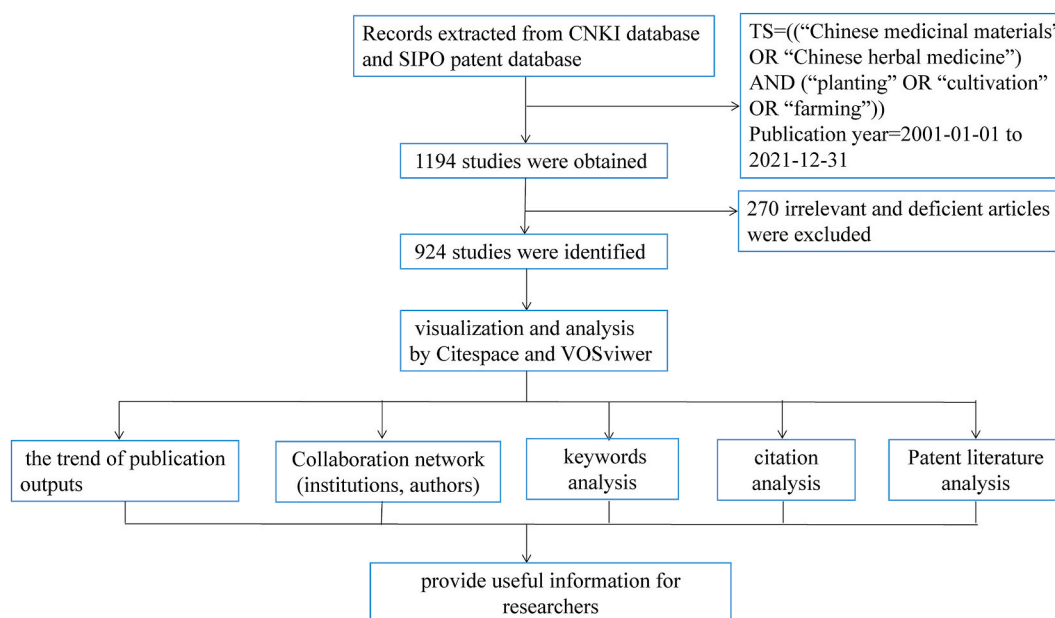 Records extracted from CNKI database
and SIPO patent database
TS=((“Chinese medicinal materials”
OR “Chinese herbal medicine”)
AND (“planting” OR “cultivation”
OR “farming”))
Publication year=2001-01-01 to
2021-12-31
1194 studies were obtained
270 irrelevant and deficient articles
were excluded
924 studies were identified
visualization and analysis
by Citespace and VOSviwer
the trend of publication
outputs
Collaboration network
(institutions, authors)
keywords
analysis
citation
analysis
Patent literature
analysis
provide useful information for
researchers